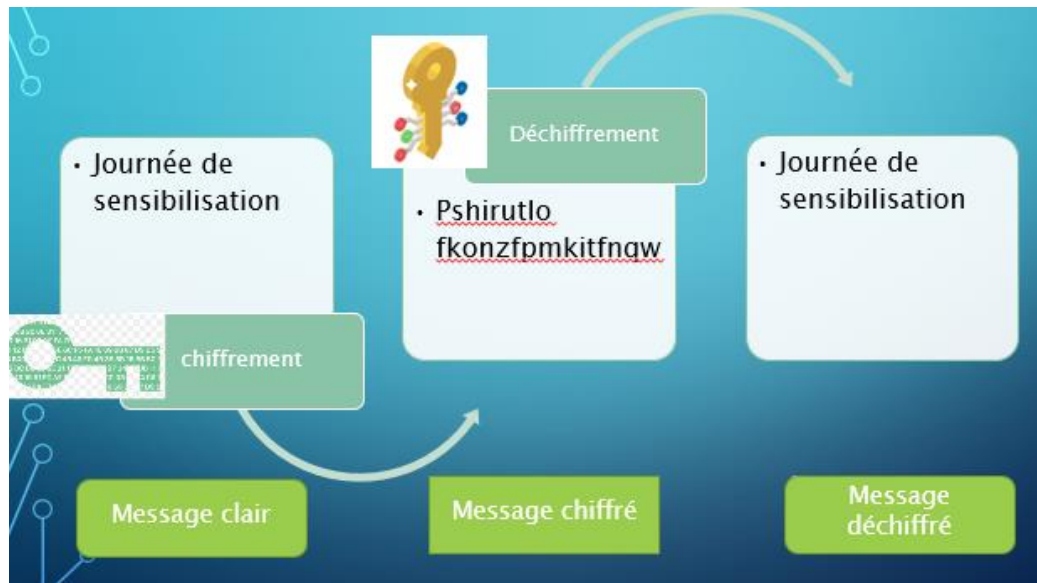 Journée de
sensibilisation
chiffrement
Déchiffrement
Pshirutlo
fkonzfpmkitfnqw
Journée de
sensibilisation
Message clair
Message chiffré
Message
déchiffré